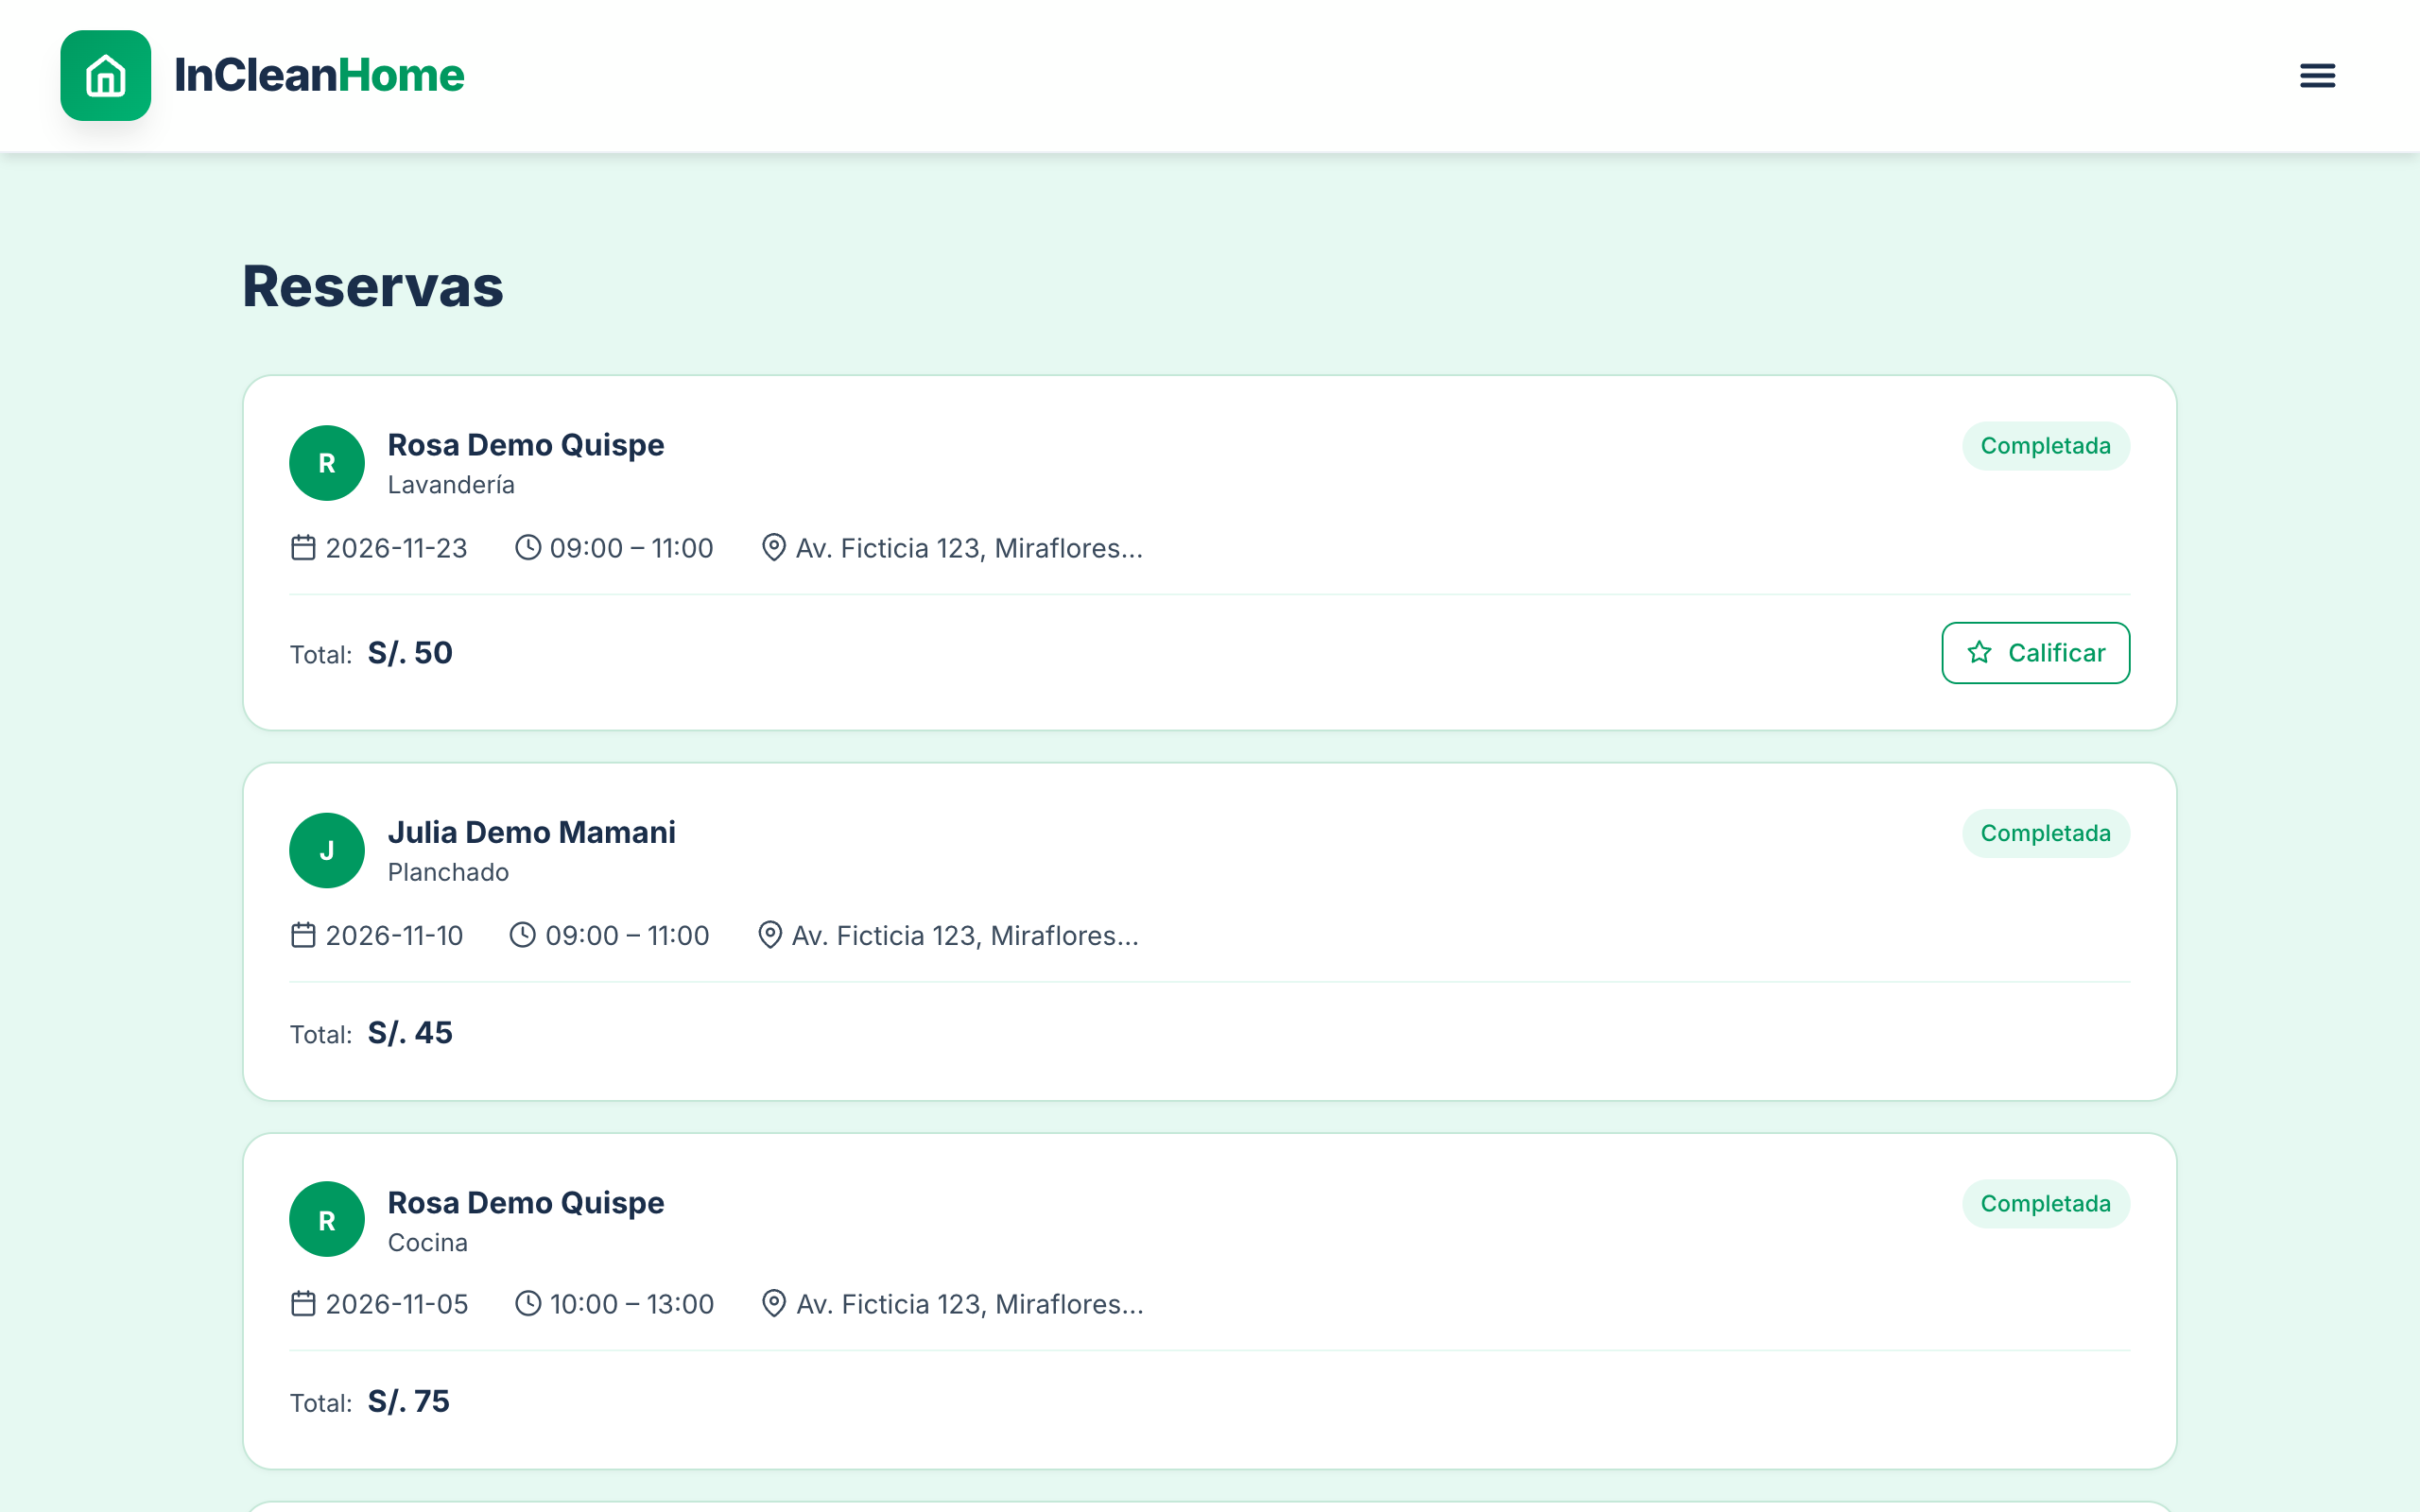 InCleanHome
Reservas
R
Rosa Demo Quispe
Completada
Lavandería
2026-11-23 09:00 – 11:00 Av. Ficticia 123, Miraflores...
Total: S/. 50
Calificar
J
Julia Demo Mamani
Completada
Planchado
2026-11-10 09:00 – 11:00 Av. Ficticia 123, Miraflores...
Total: S/. 45
R
Rosa Demo Quispe
Completada
Cocina
2026-11-05 10:00 – 13:00 Av. Ficticia 123, Miraflores...
Total: S/. 75